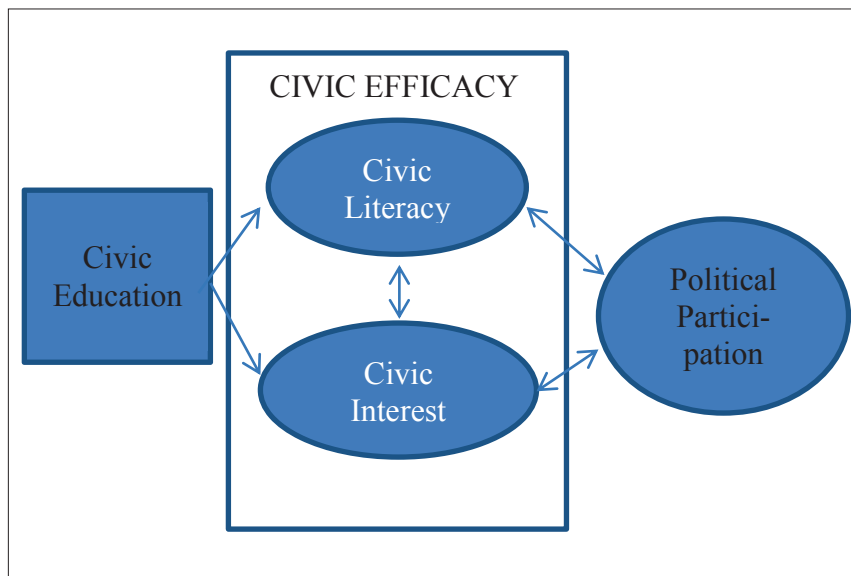 CIVIC EFFICACY
Civic
Literacy
Civic
Education
Civic
Interest
Political
Partici-
pation